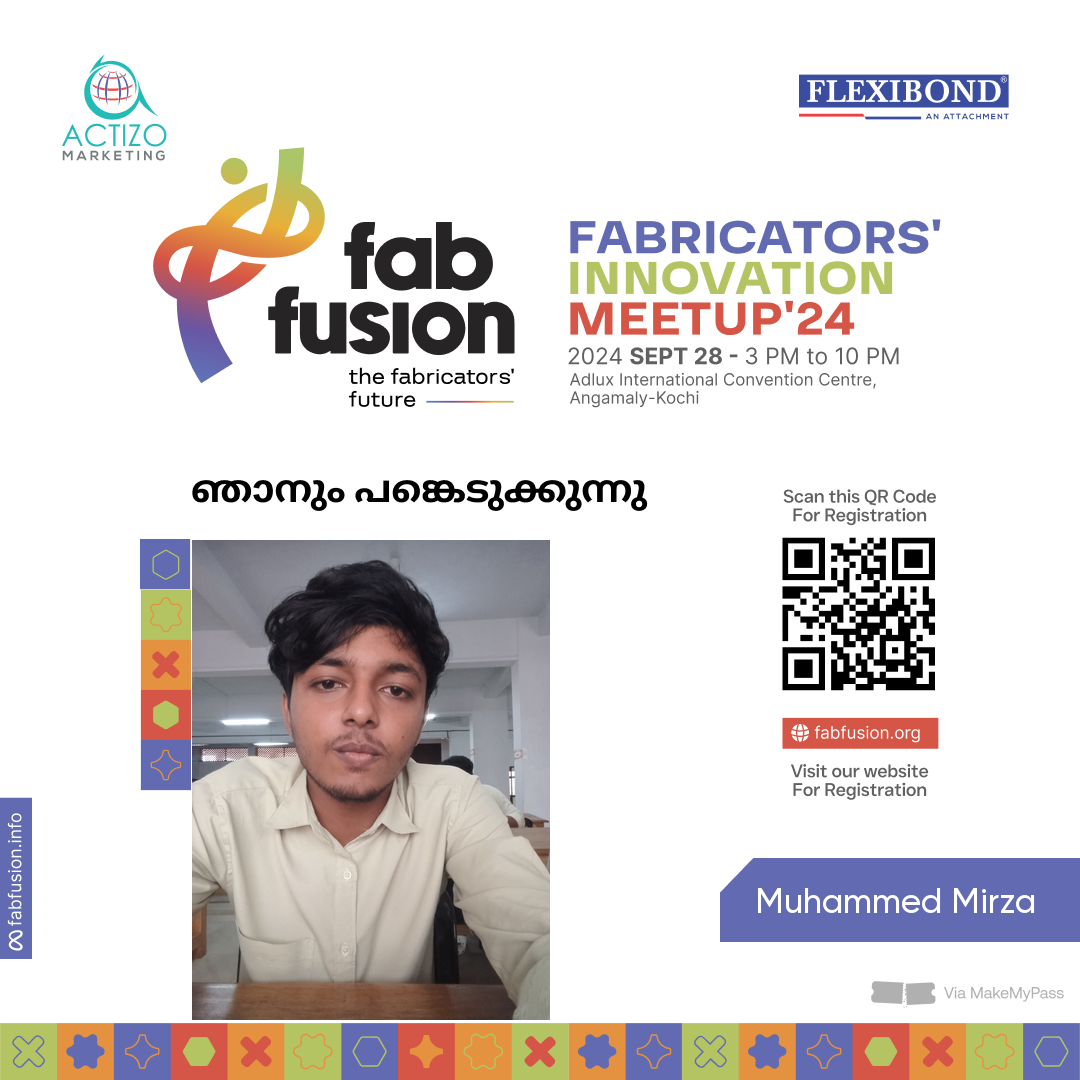 ACTIZO
MARKETING
FLEXIBOND®
AN ATTACHMENT
fab
fusion
the fabricators'
future
FABRICATORS'
INNOVATION
MEETUP'24
2024 SEPT 28 - 3 PM to 10 PM
Adlux International Convention Centre,
Angamaly-Kochi
ഞാനും പങ്കെടുക്കുന്നു
Scan this QR Code
For Registration
fabfusion.org
Visit our website
For Registration
fabfusion.info
Muhammed Mirza
Via MakeMyPass